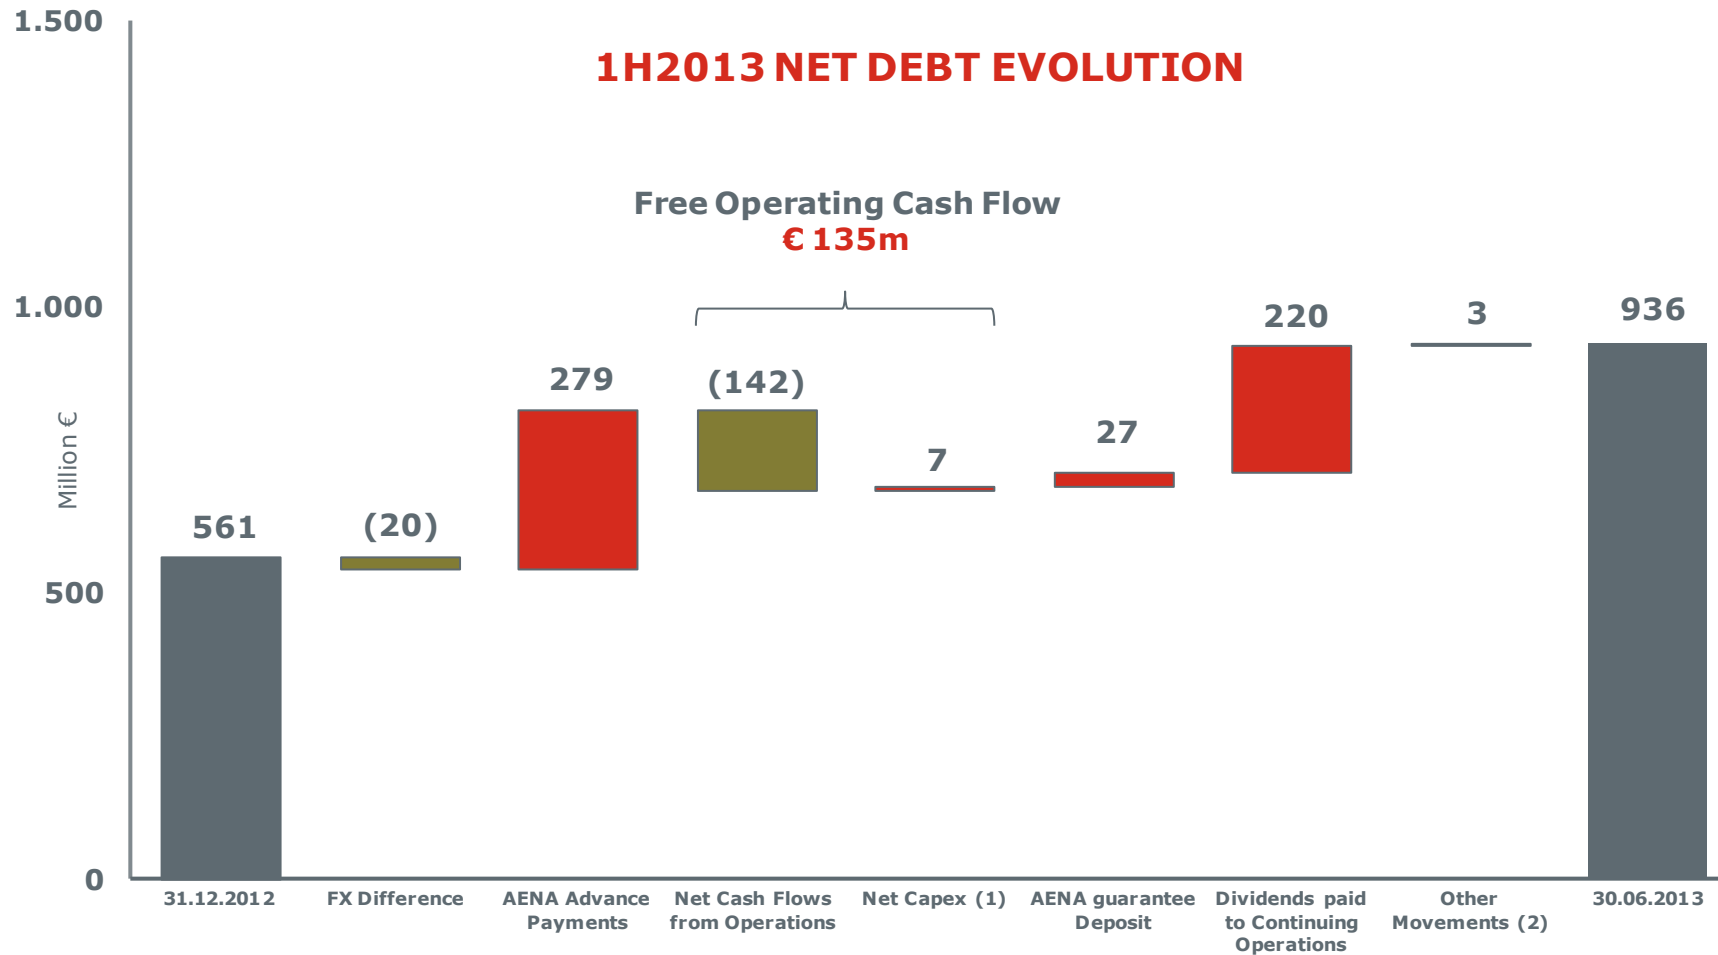 1H2013 NET DEBT EVOLUTION
Free Operating Cash Flow
€ 135m
1.500
1.000
500
0
Million €
561
(20)
279
(142)
7
27
220
3
936
31.12.2012
FX Difference
AENA Advance
Payments
Net Cash Flows
from Operations
Net Capex (1)
AENA guarantee
Deposit
Dividends paid
to Continuing
Operations
Other
Movements (2)
30.06.2013